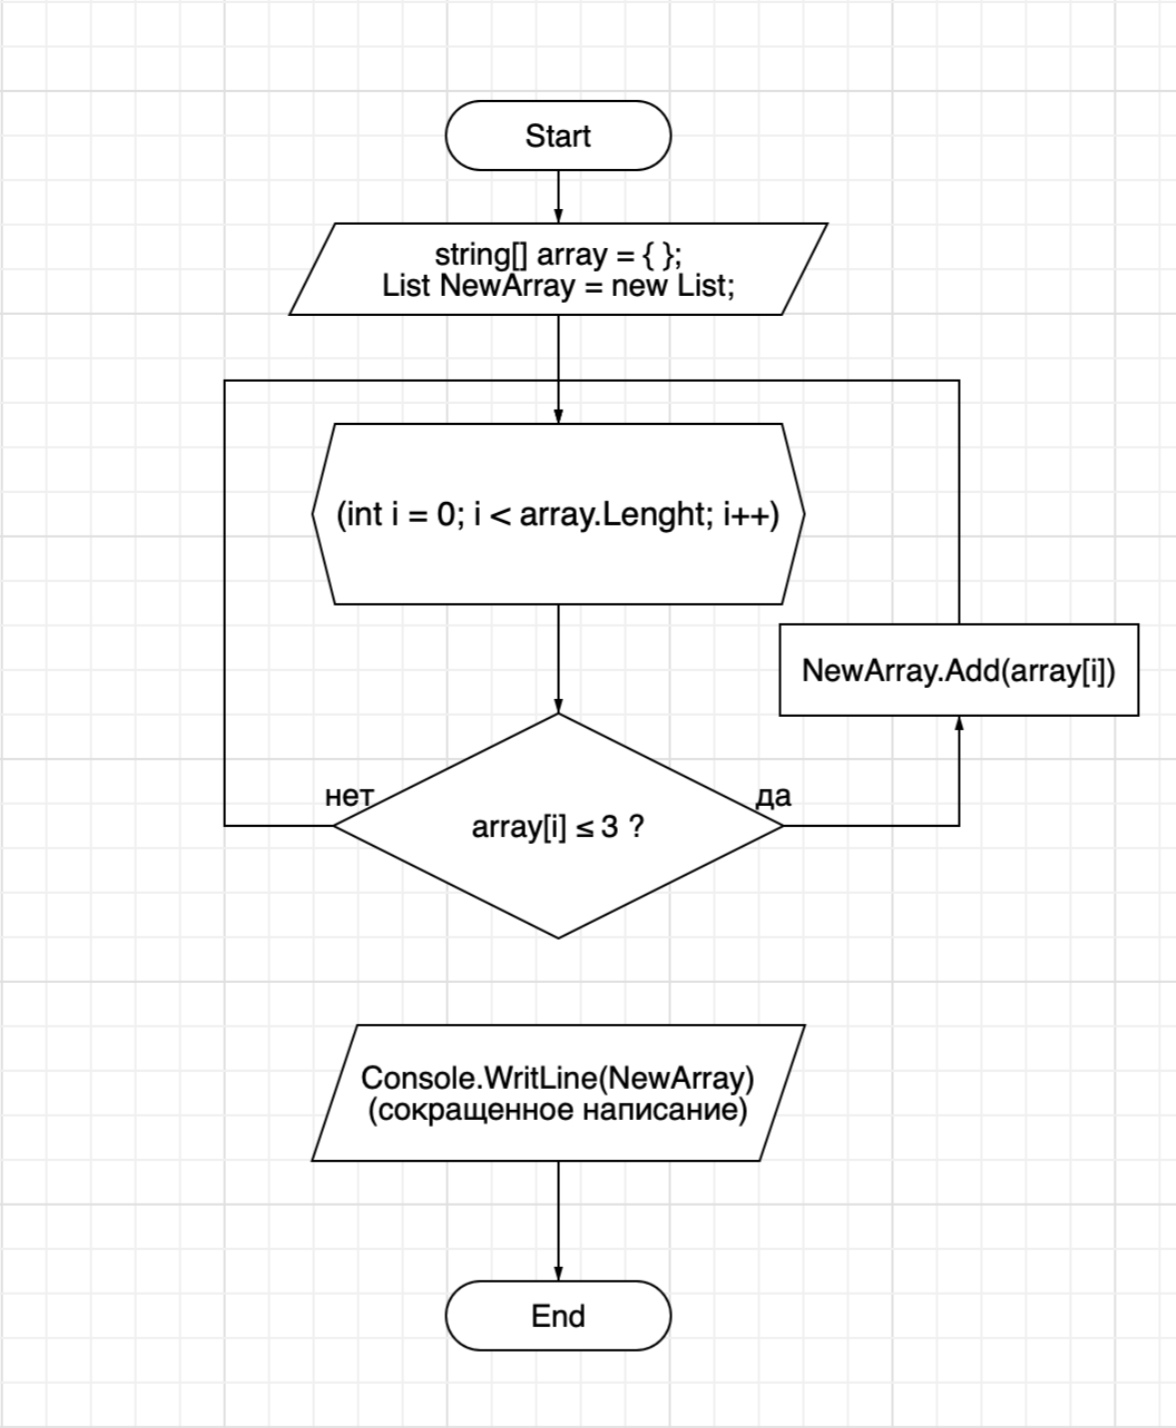 Start
string[] array = { };
List NewArray = new List;
(int i = 0; i < array.Lenght; i++)
NewArray.Add(array[i])
нет
да
array[i] ≤ 3 ?
Console.WritLine(NewArray)
(сокращенное написание)
End